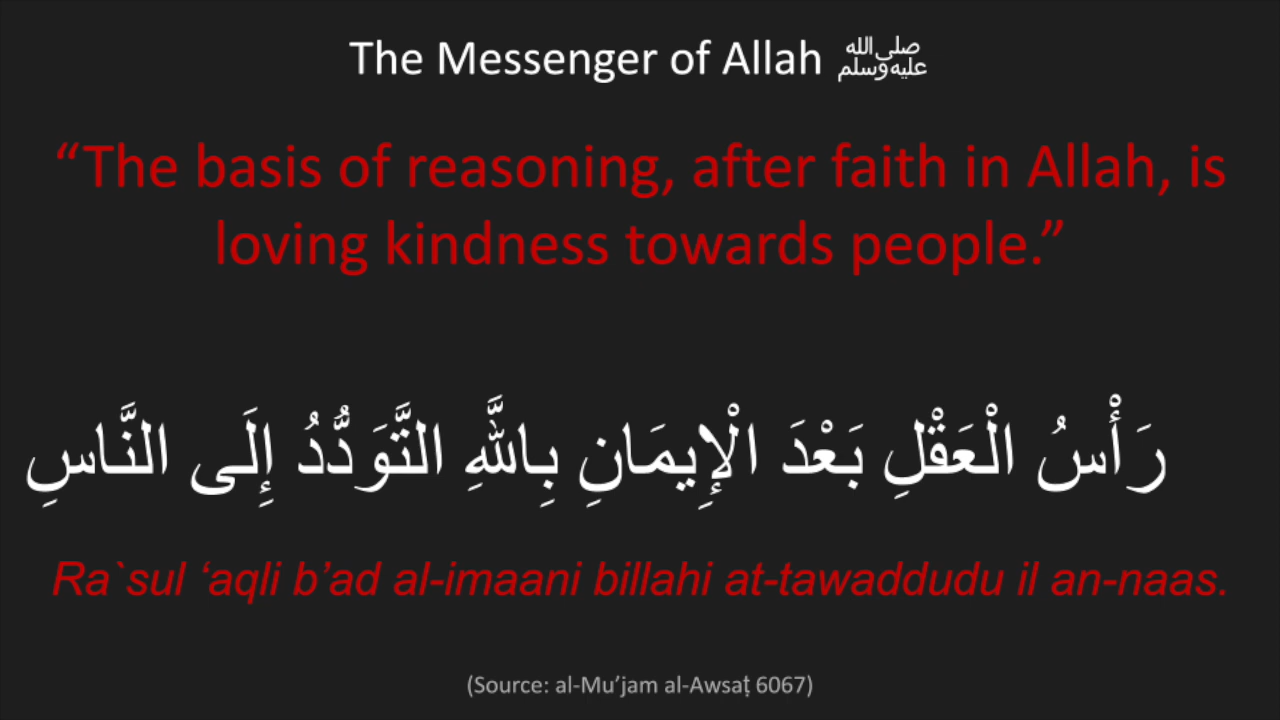 The Messenger of Allah ﷺ
“The basis of reasoning, after faith in Allah, is
loving kindness towards people.”
رَأْسُ الْعَقْلِ بَعْدَ الْإِيمَانِ بِاللَّهِ التَّوَدُّدُ إِلَى النَّاسِ
Ra`sul ‘aqli b’ad al-imaani billahi at-tawaddudu il an-naas.
(Source: al-Mu’jam al-Awsaṭ 6067)